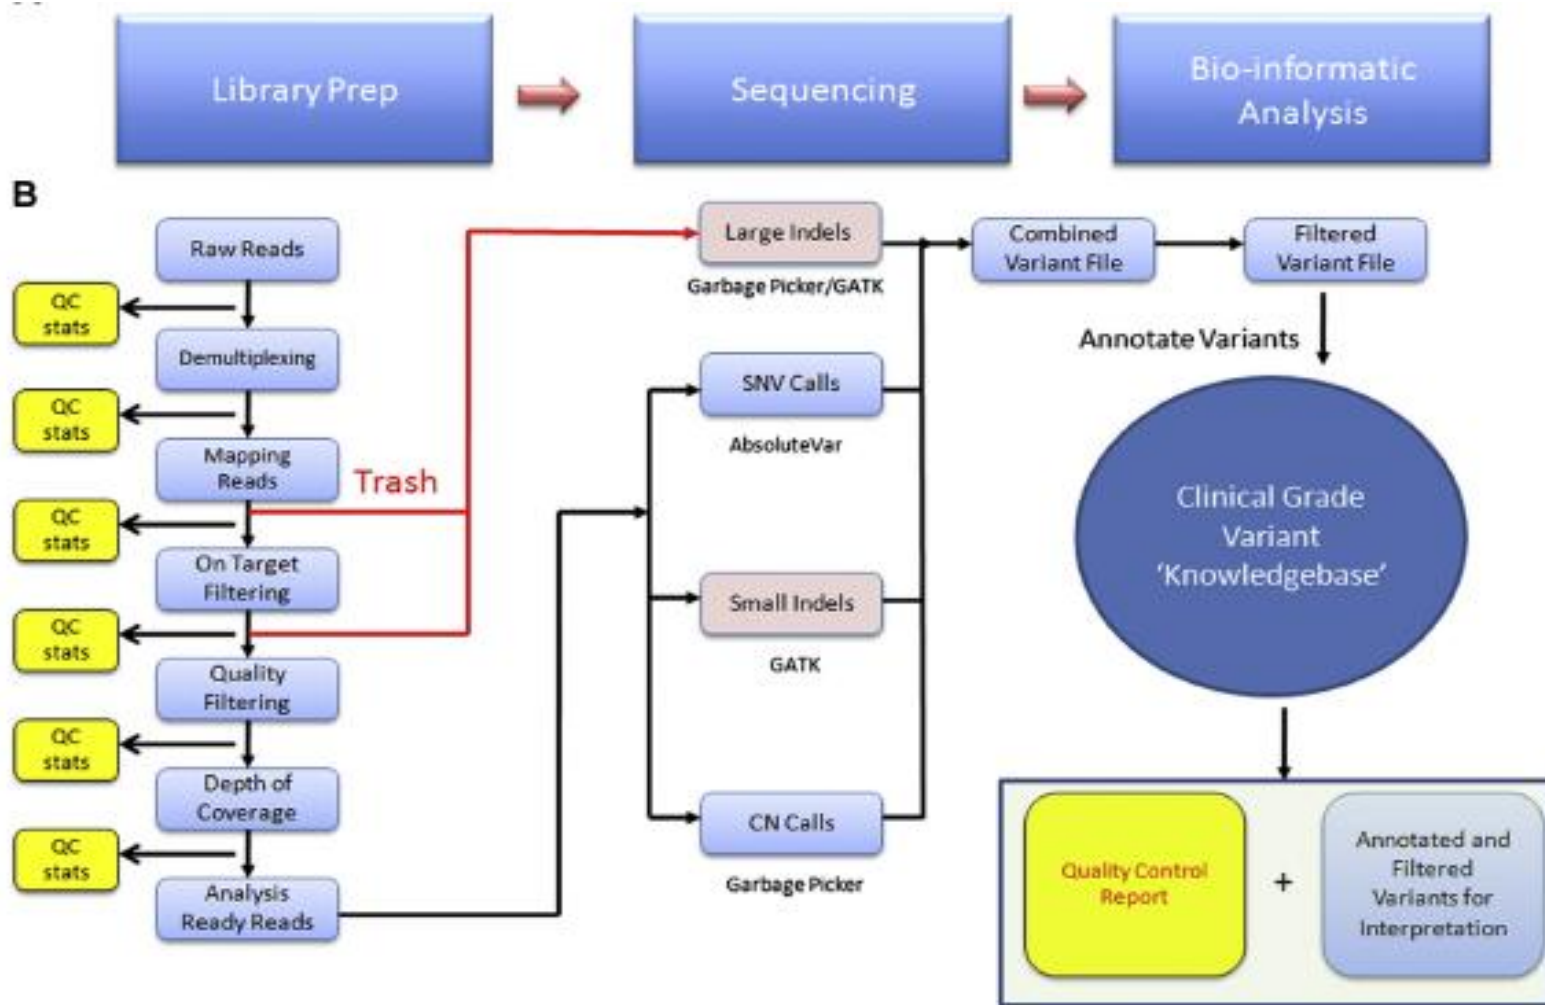 Library Prep
Sequencing
Bio-informatic
Analysis
B
Raw Reads
QC
stats
Demultiplexing
QC
stats
Mapping
Reads
Trash
QC
stats
On Target
Filtering
QC
stats
Quality
Filtering
QC
stats
Depth of
Coverage
QC
stats
Analysis
Ready Reads
Large Indels
Garbage Picker/GATK
SNV Calls
AbsoluteVar
Small Indels
GATK
CN Calls
Garbage Picker
Combined
Variant File
Filtered
Variant File
Annotate Variants
Clinical Grade
Variant
‘Knowledgebase’
Quality Control
Report
+
Annotated and
Filtered
Variants for
Interpretation